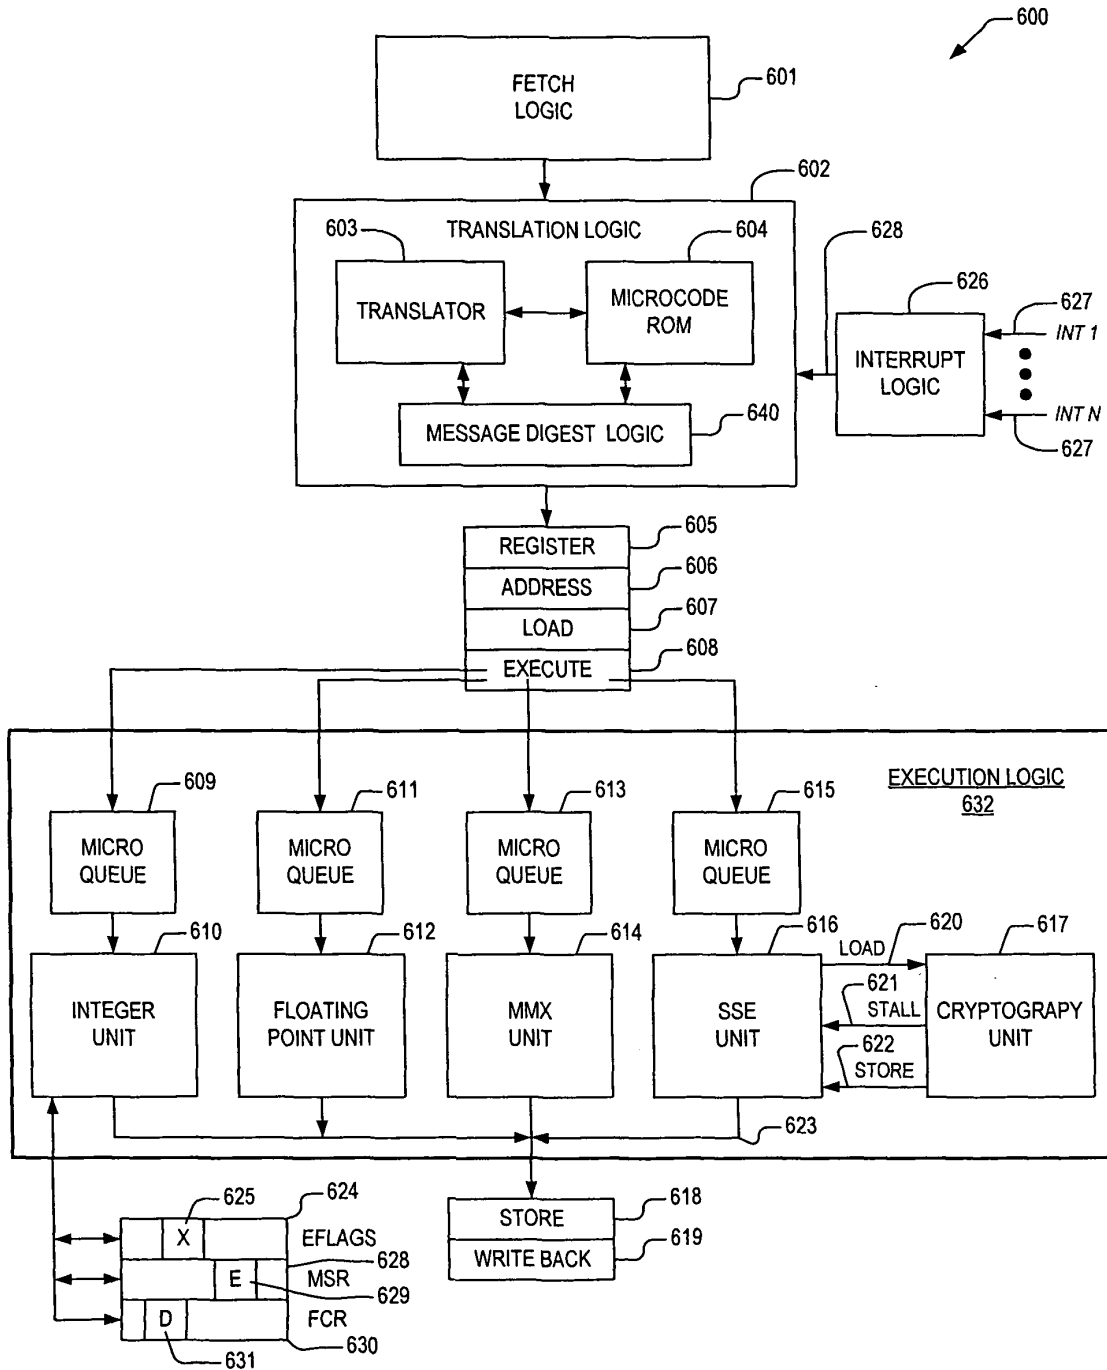 600
FETCH
LOGIC
601
602
TRANSLATION LOGIC
603
604
628
TRANSLATOR
MICROCODE
ROM
626
627
INT 1
INTERRUPT
LOGIC
INT N
627
MESSAGE DIGEST LOGIC
640
REGISTER
605
ADDRESS
606
LOAD
607
EXECUTE
608
EXECUTION LOGIC
632
609
611
613
615
MICRO
QUEUE
MICRO
QUEUE
MICRO
QUEUE
MICRO
QUEUE
610
612
614
616
620
617
LOAD
INTEGER
UNIT
FLOATING
POINT UNIT
MMX
UNIT
SSE
UNIT
621
STALL
622
STORE
CRYPTOGRAPY
UNIT
623
625
624
X
EFLAGS
628
E
MSR
629
D
FCR
631
630
STORE
618
WRITE BACK
619